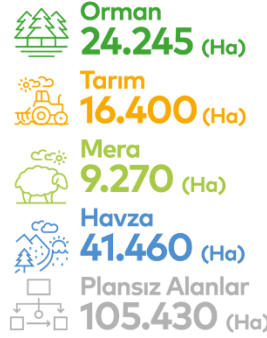 Orman
24.245 (Ha)
Tarım
16.400 (Ha)
Mera
9.270 (Ha)
Havza
41.460 (Ha)
Plansız Alanlar
105.430 (Ha)